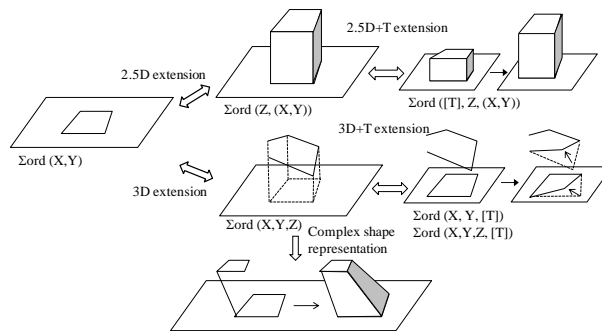 2.5D+T extension
2.5D extension
Σord (Z, (X,Y))
Σord ([T], Z, (X,Y))
Σord (X,Y)
3D+T extension
3D extension
Σord (X,Y,Z)
Σord (X, Y, [T])
Σord (X,Y,Z, [T])
Complex shape
representation